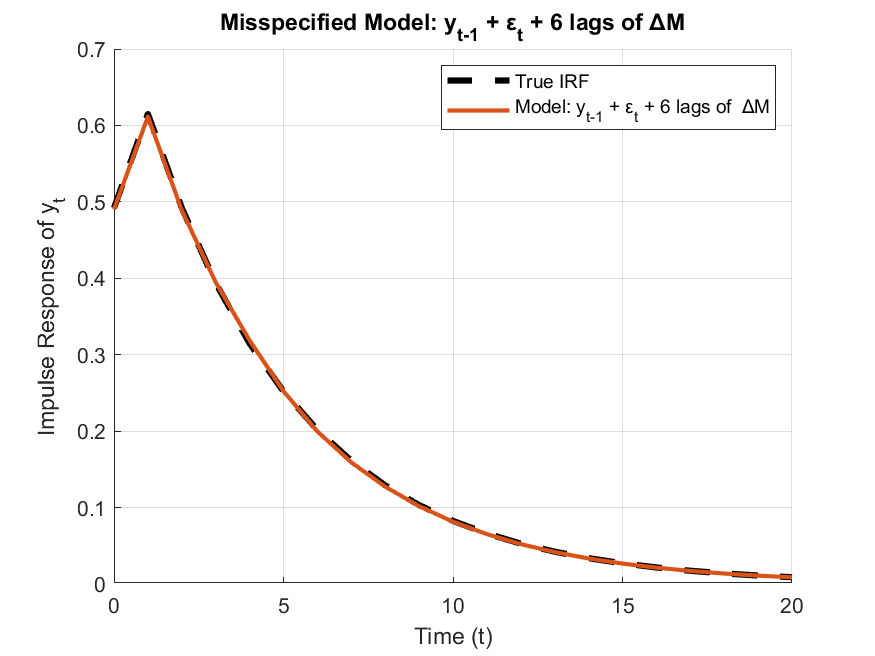 Misspecified Model: y_{t-1} + ε_t + 6 lags of ΔM
0.7
0.6
0.5
0.4
0.3
0.2
0.1
0
Impulse Response of y_t
True IRF
Model: y_{t-1} + ε_t + 6 lags of ΔM
0 5 10 15 20
Time (t)